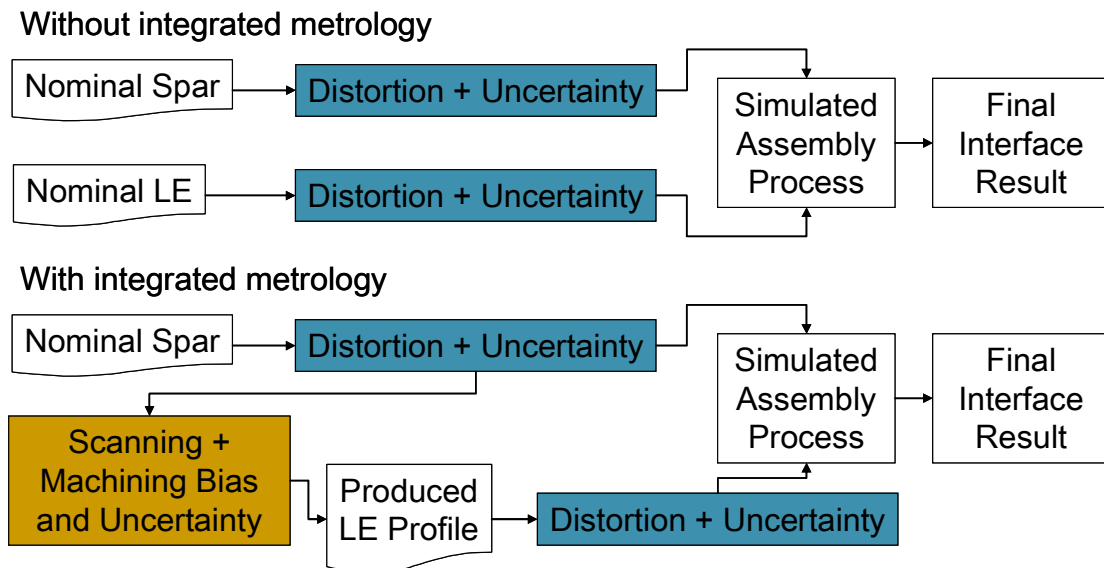 Without integrated metrology
Nominal Spar
Distortion + Uncertainty
Simulated
Assembly
Process
Final
Interface
Result
Nominal LE
Distortion + Uncertainty
With integrated metrology
Nominal Spar
Distortion + Uncertainty
Simulated
Assembly
Process
Final
Interface
Result
Scanning +
Machining Bias
and Uncertainty
Produced
LE Profile
Distortion + Uncertainty